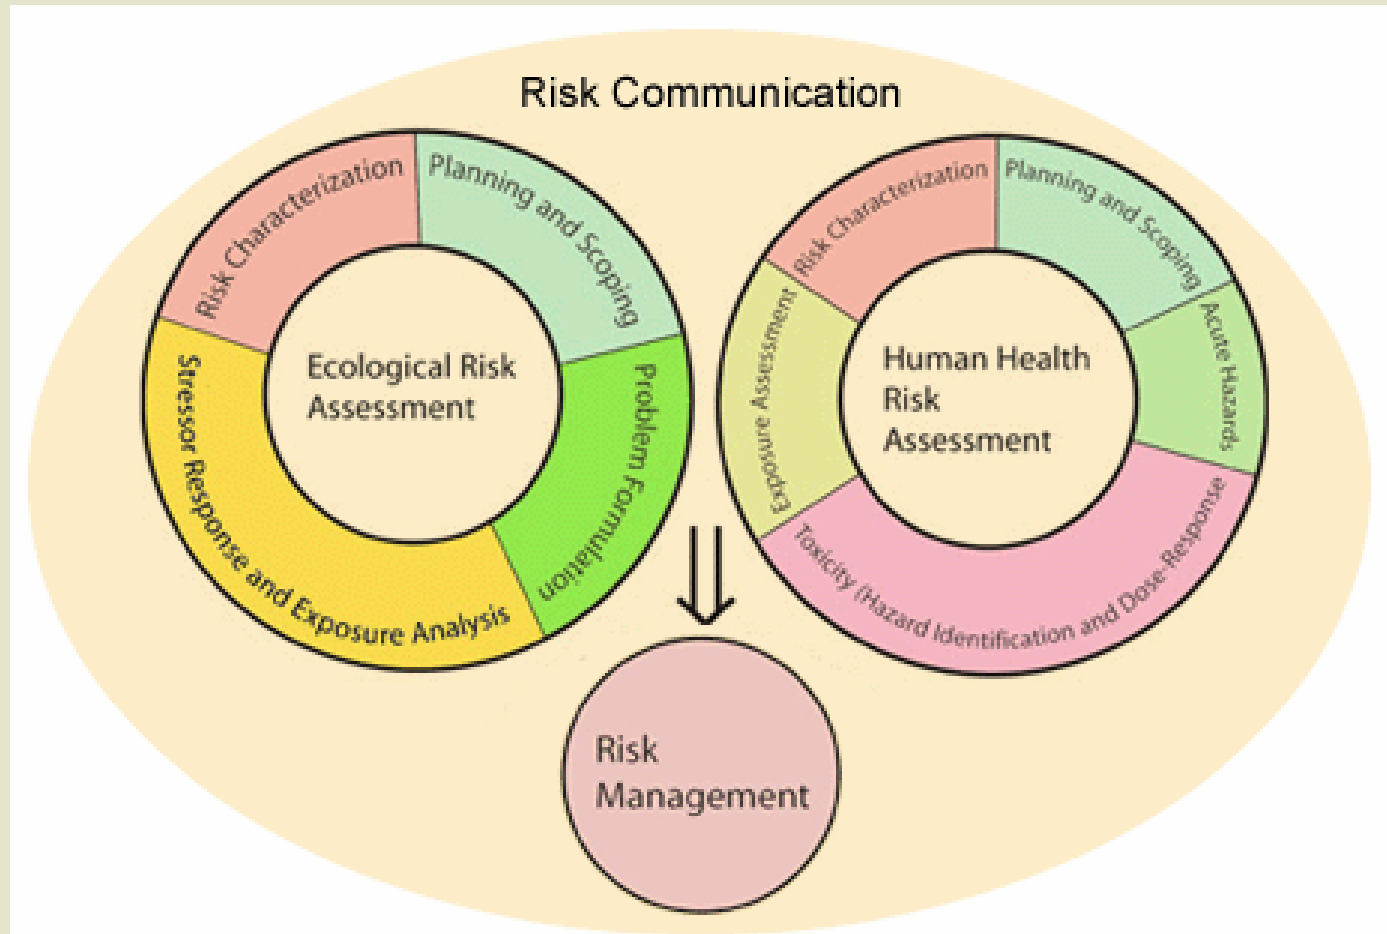 Risk Communication
Risk Characterization
Planning and Scoping
Problem Formulation
Stressor Response and Exposure Analysis
Ecological Risk
Assessment
Risk Characterization
Planning and Scoping
Acute Hazards
Toxicity (Hazard Identification and Dose-Response
Exposure Assessment
Human Health
Risk
Assessment
Risk
Management